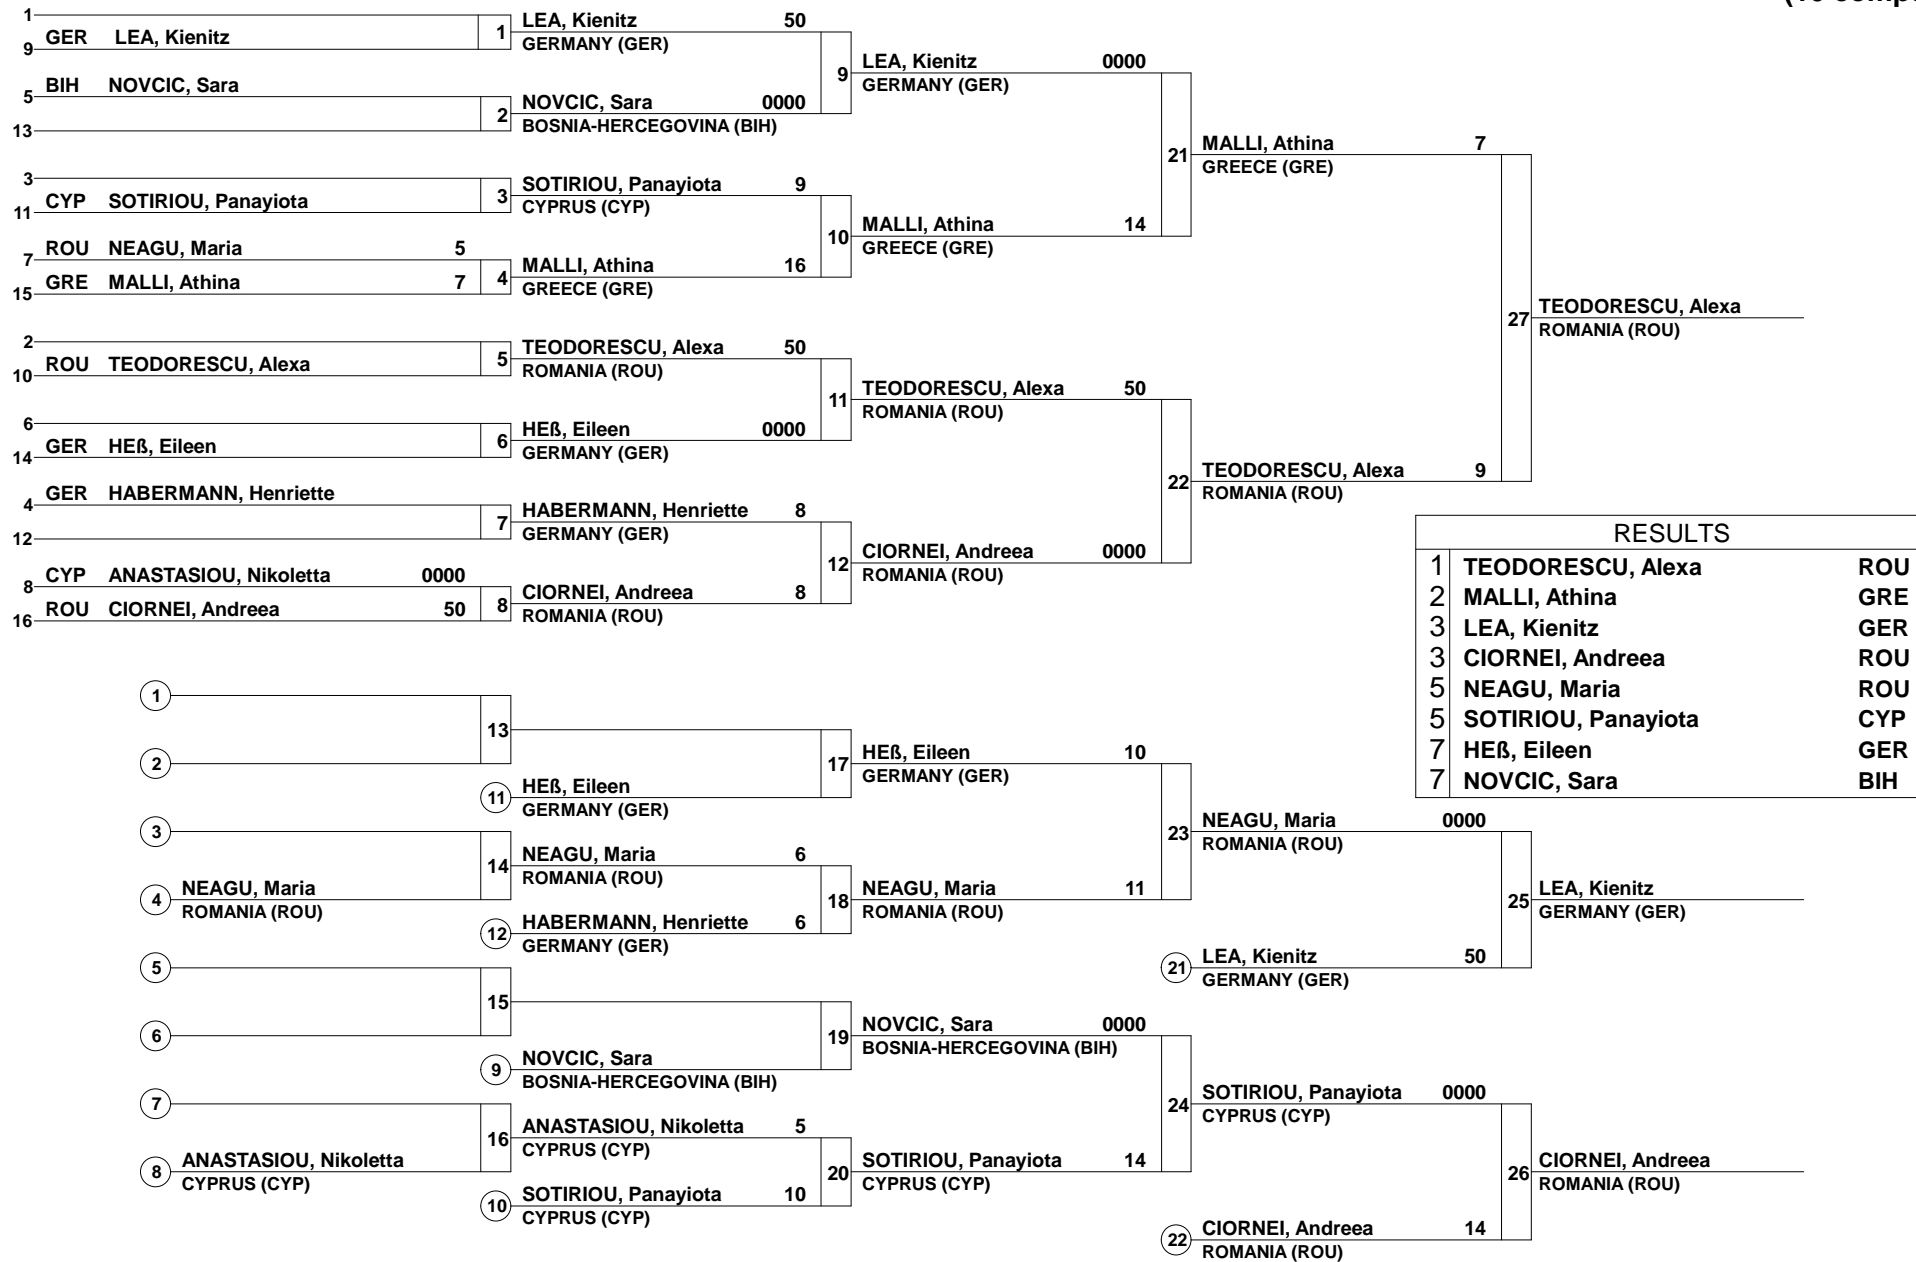 (10 comp
1
GER LEA, Kienitz
9
1
LEA, Kienitz 50
GERMANY (GER)
BIH NOVCIC, Sara
5
13
2
NOVCIC, Sara 0000
BOSNIA-HERCEGOVINA (BIH)
9
LEA, Kienitz 0000
GERMANY (GER)
3
CYP SOTIRIOU, Panayiota
11
3
SOTIRIOU, Panayiota 9
CYPRUS (CYP)
ROU NEAGU, Maria 5
7
GRE MALLI, Athina 7
15
4
MALLI, Athina 16
GREECE (GRE)
10
MALLI, Athina 14
GREECE (GRE)
21
MALLI, Athina 7
GREECE (GRE)
2
ROU TEODORESCU, Alexa
10
5
TEODORESCU, Alexa 50
ROMANIA (ROU)
6
GER HEß, Eileen
14
6
HEß, Eileen 0000
GERMANY (GER)
11
TEODORESCU, Alexa 50
ROMANIA (ROU)
GER HABERMANN, Henriette
4
12
7
HABERMANN, Henriette 8
GERMANY (GER)
CYP ANASTASIOU, Nikoletta 0000
8
ROU CIORNEI, Andreea 50
16
8
CIORNEI, Andreea 8
ROMANIA (ROU)
12
CIORNEI, Andreea 0000
ROMANIA (ROU)
22
TEODORESCU, Alexa 9
ROMANIA (ROU)
27
TEODORESCU, Alexa
ROMANIA (ROU)
RESULTS
1 TEODORESCU, Alexa ROU
2 MALLI, Athina GRE
3 LEA, Kienitz GER
3 CIORNEI, Andreea ROU
5 NEAGU, Maria ROU
5 SOTIRIOU, Panayiota CYP
7 HEß, Eileen GER
7 NOVCIC, Sara BIH
1
2
13
11
HEß, Eileen
GERMANY (GER)
17
HEß, Eileen 10
GERMANY (GER)
3
4
NEAGU, Maria
ROMANIA (ROU)
14
NEAGU, Maria 6
ROMANIA (ROU)
12
HABERMANN, Henriette 6
GERMANY (GER)
18
NEAGU, Maria 11
ROMANIA (ROU)
23
NEAGU, Maria 0000
ROMANIA (ROU)
21
LEA, Kienitz 50
GERMANY (GER)
25
LEA, Kienitz
GERMANY (GER)
5
6
15
9
NOVCIC, Sara
BOSNIA-HERCEGOVINA (BIH)
19
NOVCIC, Sara 0000
BOSNIA-HERCEGOVINA (BIH)
7
8
ANASTASIOU, Nikoletta
CYPRUS (CYP)
16
ANASTASIOU, Nikoletta 5
CYPRUS (CYP)
10
SOTIRIOU, Panayiota 10
CYPRUS (CYP)
20
SOTIRIOU, Panayiota 14
CYPRUS (CYP)
24
SOTIRIOU, Panayiota 0000
CYPRUS (CYP)
22
CIORNEI, Andreea 14
ROMANIA (ROU)
26
CIORNEI, Andreea
ROMANIA (ROU)